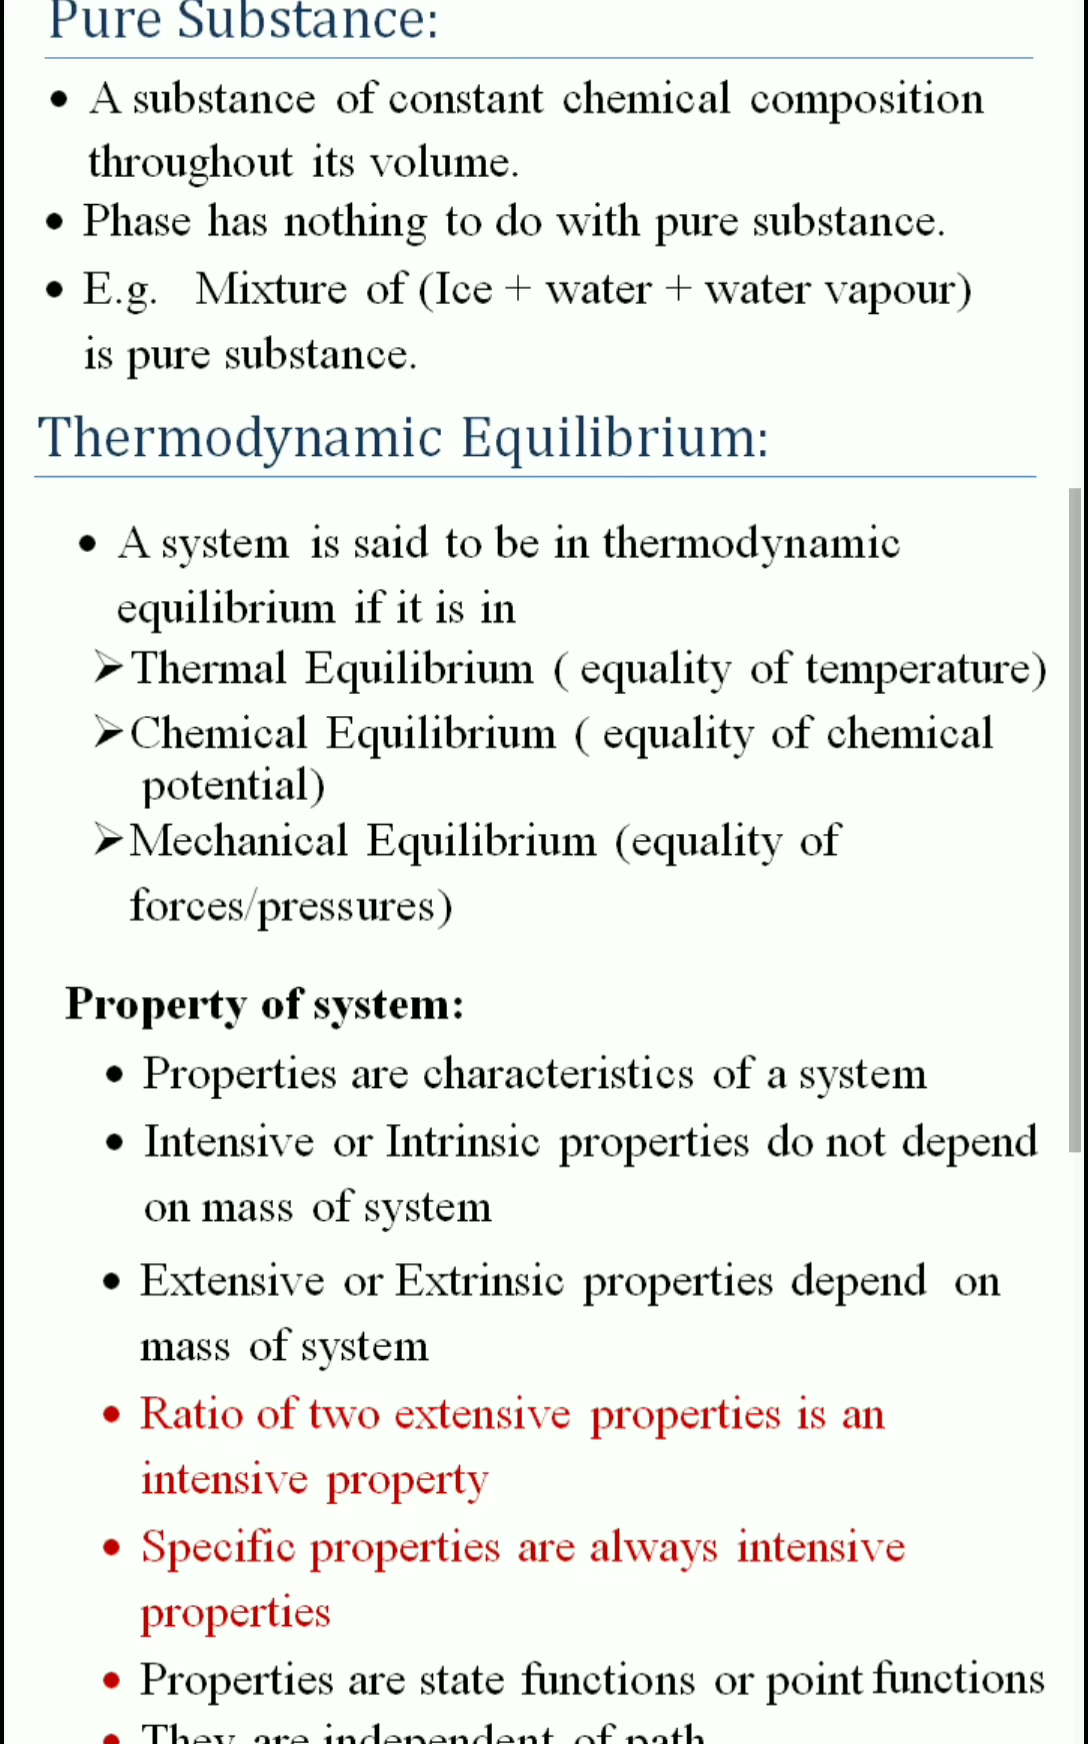 Pure Substance:
• A substance of constant chemical composition
throughout its volume.
• Phase has nothing to do with pure substance.
• E.g. Mixture of (Ice + water + water vapour)
is pure substance.
Thermodynamic Equilibrium:
• A system is said to be in thermodynamic
equilibrium if it is in
➢Thermal Equilibrium ( equality of temperature)
➢Chemical Equilibrium ( equality of chemical
potential)
➢Mechanical Equilibrium (equality of
forces/pressures)
Property of system:
• Properties are characteristics of a system
• Intensive or Intrinsic properties do not depend
on mass of system
• Extensive or Extrinsic properties depend on
mass of system
• Ratio of two extensive properties is an
intensive property
• Specific properties are always intensive
properties
• Properties are state functions or point functions
• They are independent of path